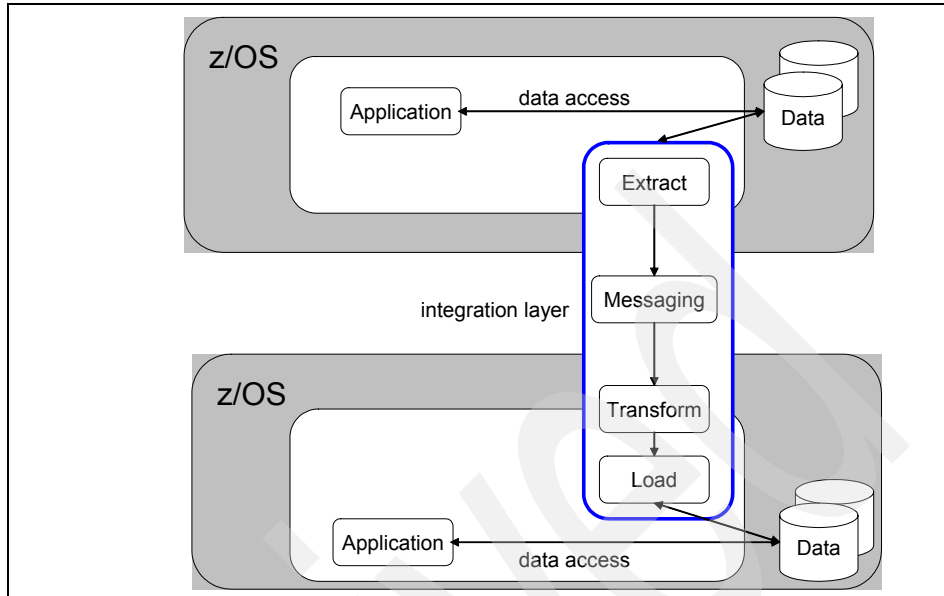 z/OS
Application
data access
Data
Extract
Messaging
integration layer
z/OS
Transform
Load
Application
data access
Data